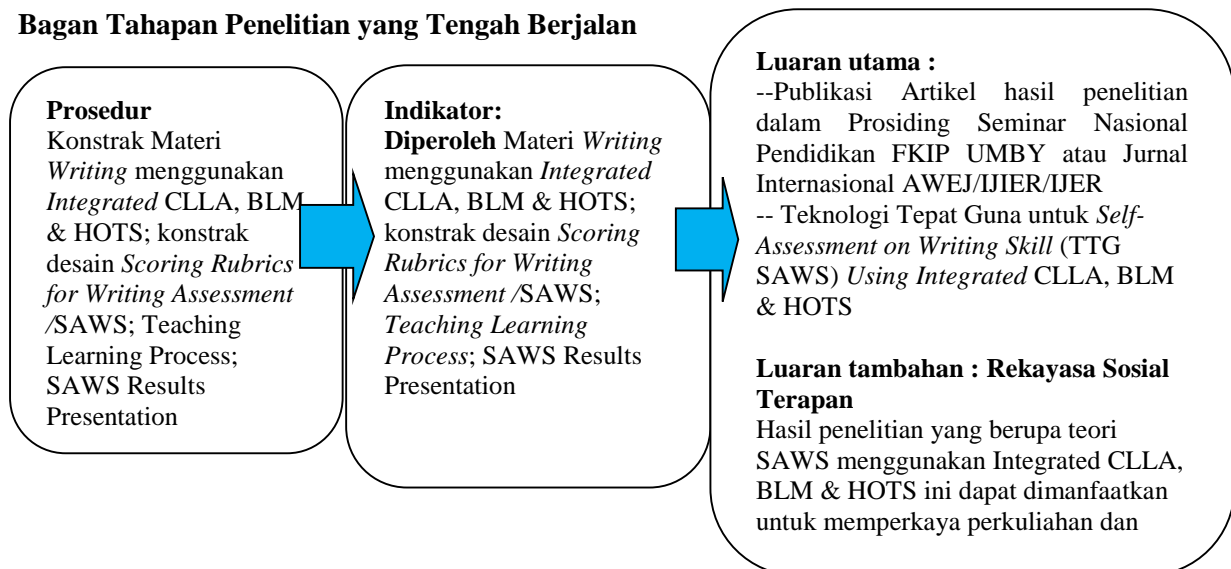 Bagan Tahapan Penelitian yang Tengah Berjalan
Prosedur
Konstrak Materi
Writing menggunakan
Integrated CLLA, BLM
& HOTS; konstrak
desain Scoring Rubrics
for Writing Assessment
/SAWS; Teaching
Learning Process;
SAWS Results
Presentation
Indikator:
Diperoleh Materi Writing
menggunakan Integrated
CLLA, BLM & HOTS;
konstrak desain Scoring
Rubrics for Writing
Assessment /SAWS;
Teaching Learning
Process; SAWS Results
Presentation
Luaran utama :
--Publikasi Artikel hasil penelitian
dalam Prosiding Seminar Nasional
Pendidikan FKIP UMBY atau Jurnal
Internasional AWEJ/IJIER/IJER
-- Teknologi Tepat Guna untuk Self-
Assessment on Writing Skill (TTG
SAWS) Using Integrated CLLA, BLM
& HOTS
Luaran tambahan : Rekayasa Sosial
Terapan
Hasil penelitian yang berupa teori
SAWS menggunakan Integrated CLLA,
BLM & HOTS ini dapat dimanfaatkan
untuk memperkaya perkuliahan dan